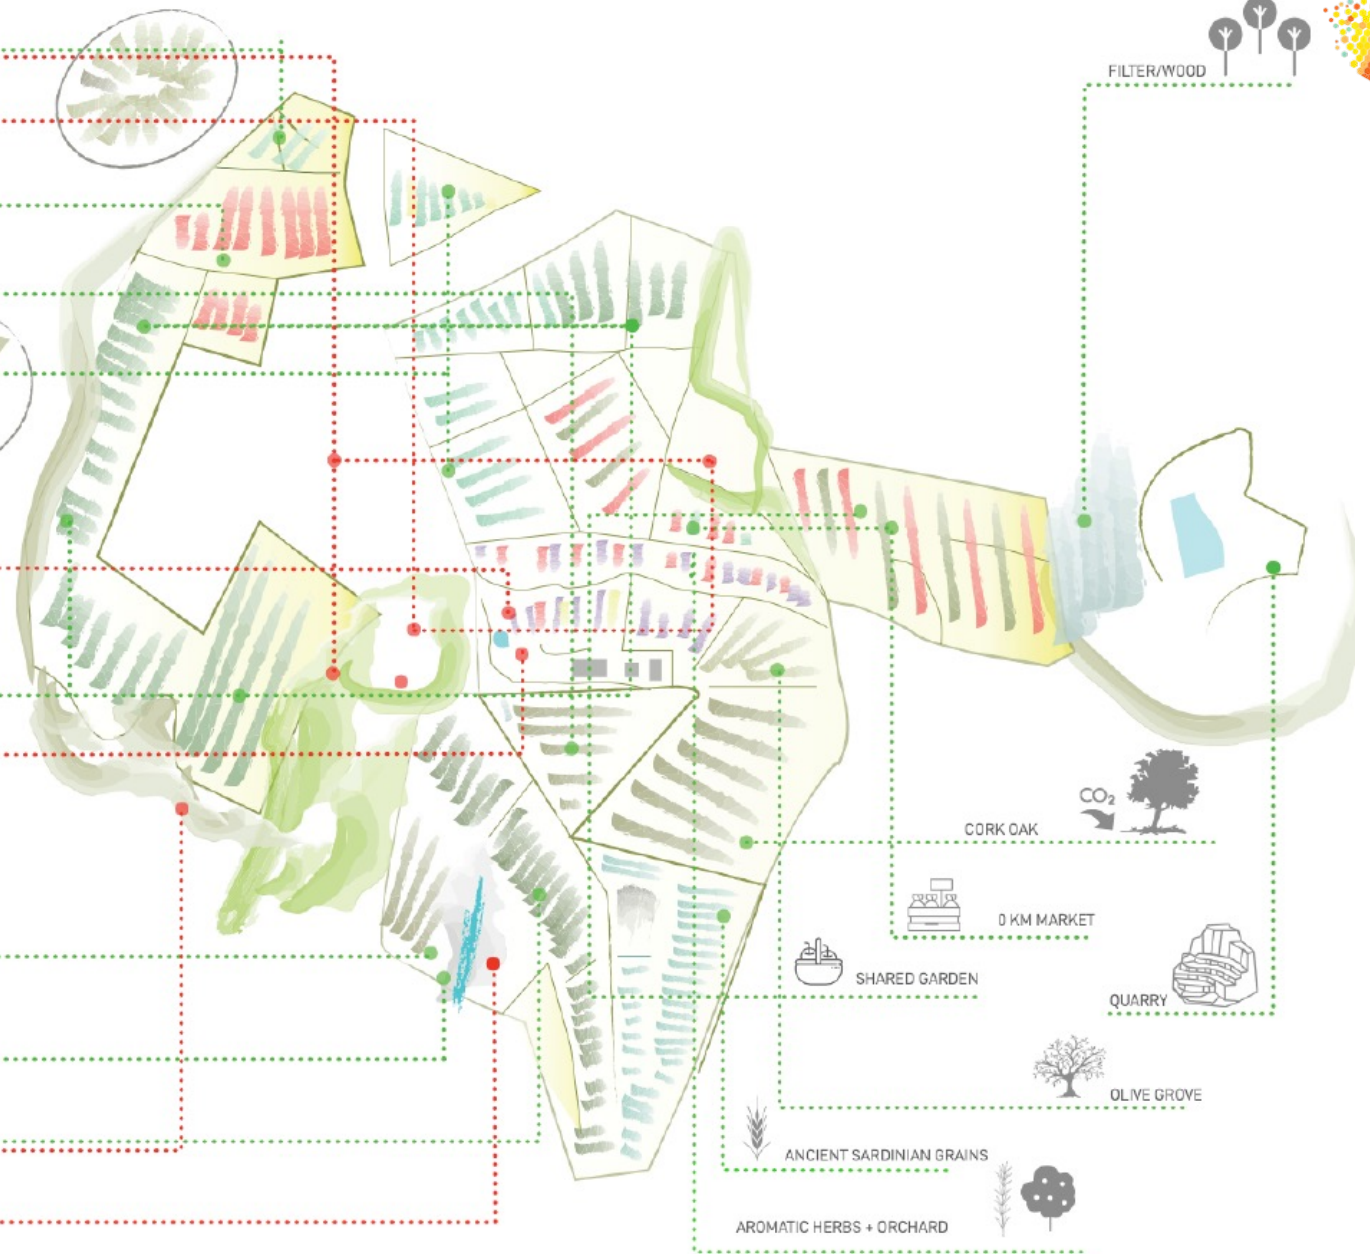 FILTER/WOOD
CO₂
CORK OAK
0 KM MARKET
SHARED GARDEN
QUARRY
OLIVE GROVE
ANCIENT SARDINIAN GRAINS
AROMATIC HERBS + ORCHARD